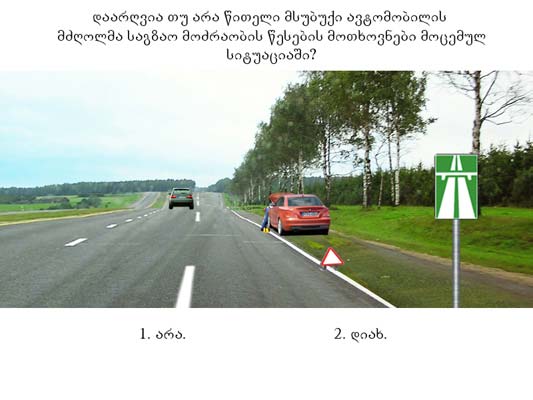 დაარღვია თუ არა წითელი მსუბუქი ავტომობილის
მძღოლმა საგზაო მოძრაობის წესების მოთხოვნები მოცემულ
სიტუაციაში?
1. არა.
2. დიახ.